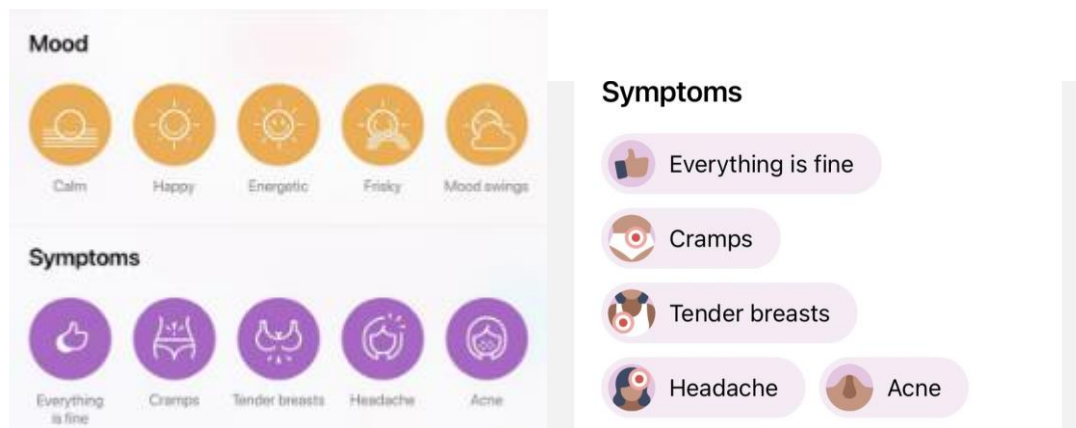 Mood
Calm Happy Energetic Frisky Mood swings
Symptoms
Everything is fine Cramps Tender breasts Headache Acne
Symptoms
Everything is fine
Cramps
Tender breasts
Headache Acne